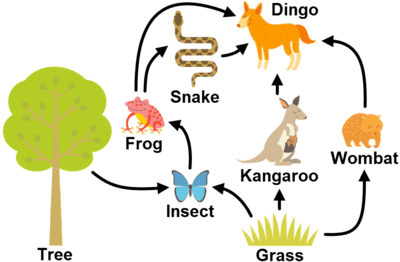 Dingo
Snake
Frog
Kangaroo
Wombat
Insect
Tree
Grass